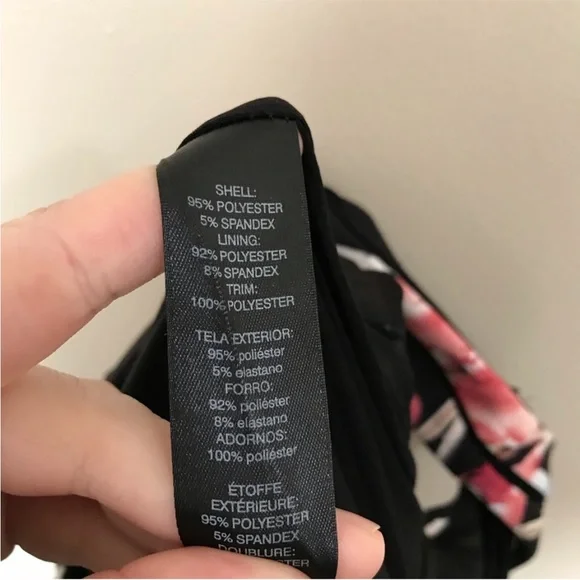 SHELL:
95% POLYESTER
5% SPANDEX
LINING:
92% POLYESTER
8% SPANDEX
TRIM:
100% POLYESTER
TELA EXTERIOR:
95% poliéster
5% elastano
FORRO:
92% poliéster
8% elastano
ADORNOS:
100% poliéster
ÉTOFFE
EXTÉRIEURE:
95% POLYESTER
5% SPANDEX
DOUBLURE: